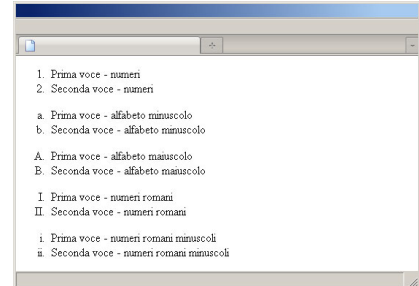 1. Prima voce - numeri
2. Seconda voce - numeri
a. Prima voce - alfabeto minuscolo
b. Seconda voce - alfabeto minuscolo
A. Prima voce - alfabeto maiuscolo
B. Seconda voce - alfabeto maiuscolo
I. Prima voce - numeri romani
II. Seconda voce - numeri romani
i. Prima voce - numeri romani minuscoli
ii. Seconda voce - numeri romani minuscoli